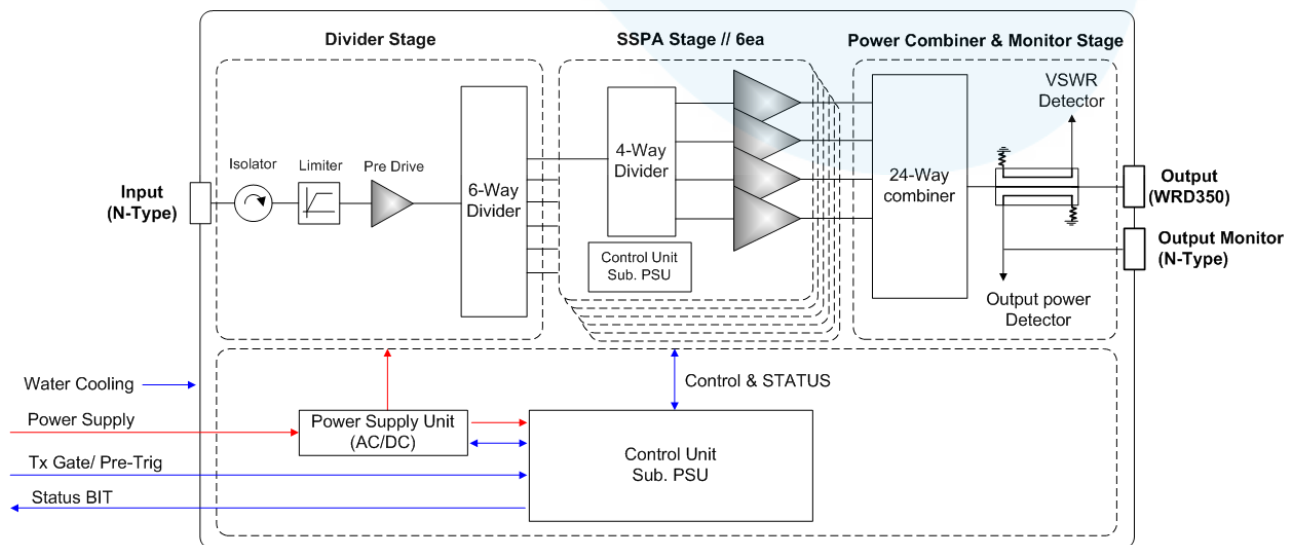 Divider Stage
SSPA Stage // 6ea
Power Combiner & Monitor Stage
Isolator
Limiter
Pre Drive
Input
(N-Type)
6-Way
Divider
4-Way
Divider
Control Unit
Sub. PSU
24-Way
combiner
VSWR
Detector
Output
(WRD350)
Output Monitor
(N-Type)
Output power
Detector
Water Cooling
Power Supply
Tx Gate/ Pre-Trig
Status BIT
Power Supply Unit
(AC/DC)
Control & STATUS
Control Unit
Sub. PSU